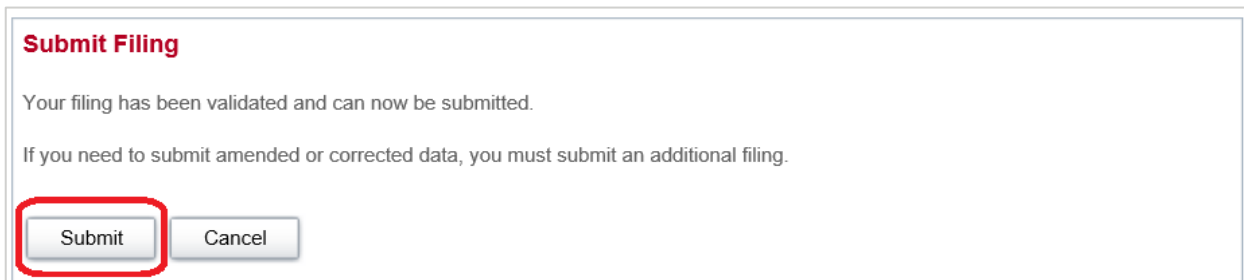 Submit Filing
Your filing has been validated and can now be submitted.
If you need to submit amended or corrected data, you must submit an additional filing.
Submit Cancel